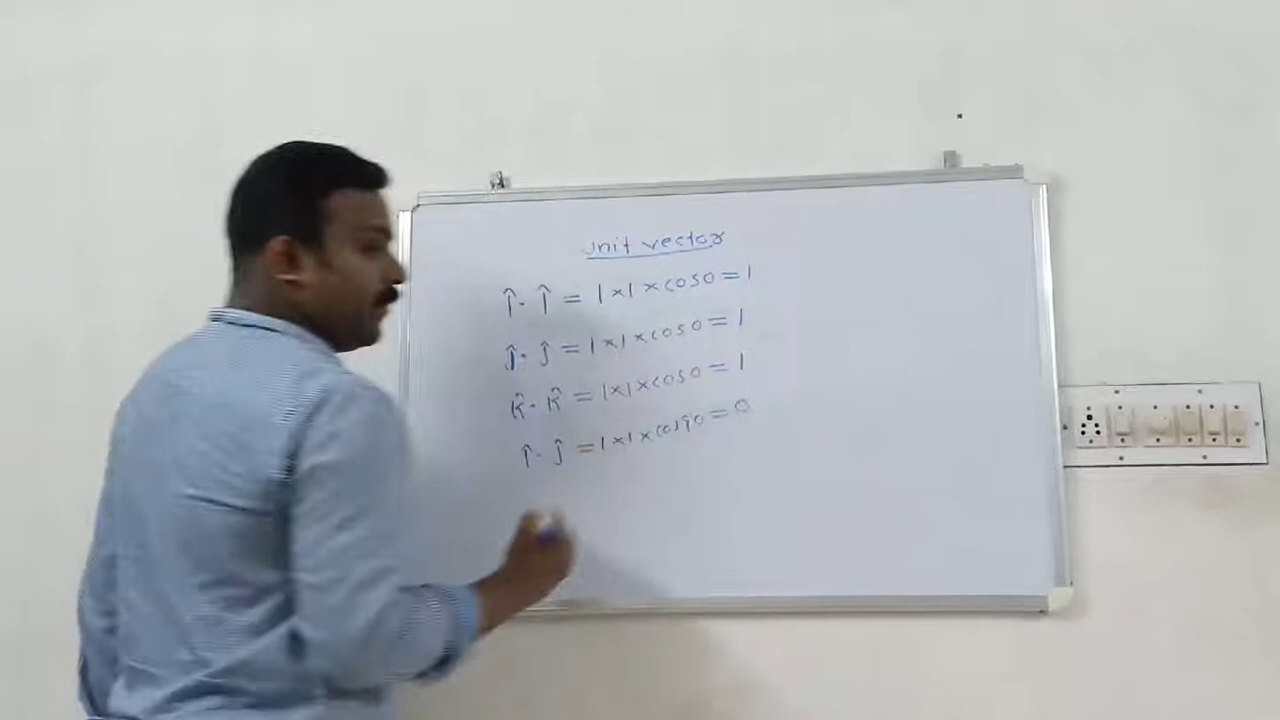 unit vector
î · î = 1×1×cos0 = 1
ĵ · ĵ = 1×1×cos0 = 1
k̂ · k̂ = 1×1×cos0 = 1
î · ĵ = 1×1×cos90 = 0